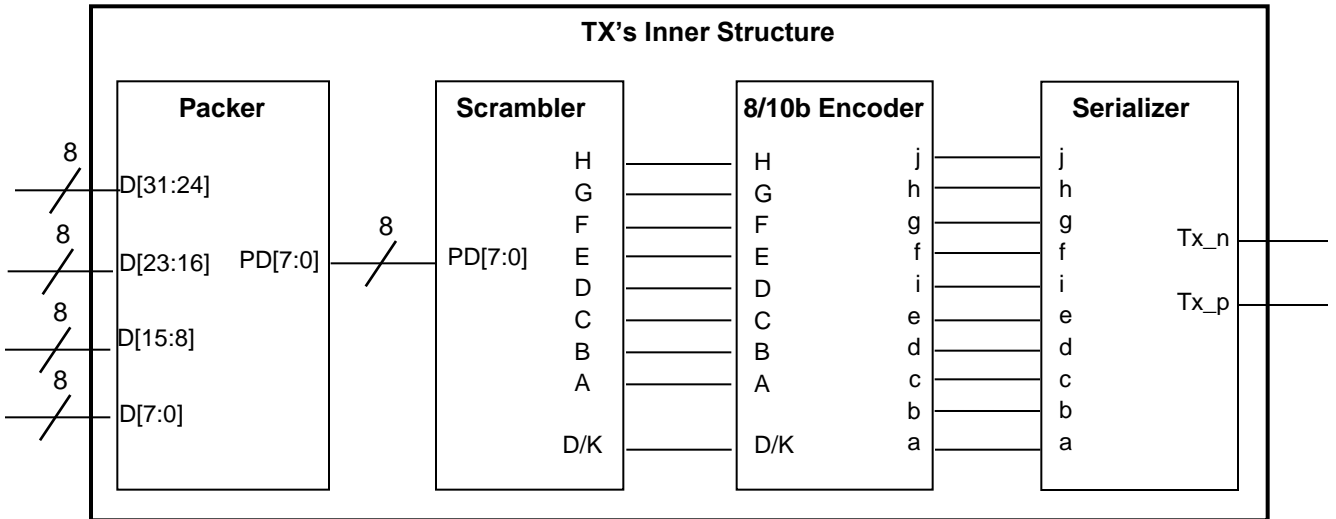 TX's Inner Structure
Packer
8
D[31:24]
8
D[23:16]
8
D[15:8]
8
D[7:0]
PD[7:0]
8
Scrambler
PD[7:0]
H
G
F
E
D
C
B
A
D/K
8/10b Encoder
H
G
F
E
D
C
B
A
D/K
j
h
g
f
i
e
d
c
b
a
Serializer
j
h
g
f
i
e
d
c
b
a
Tx_n
Tx_p